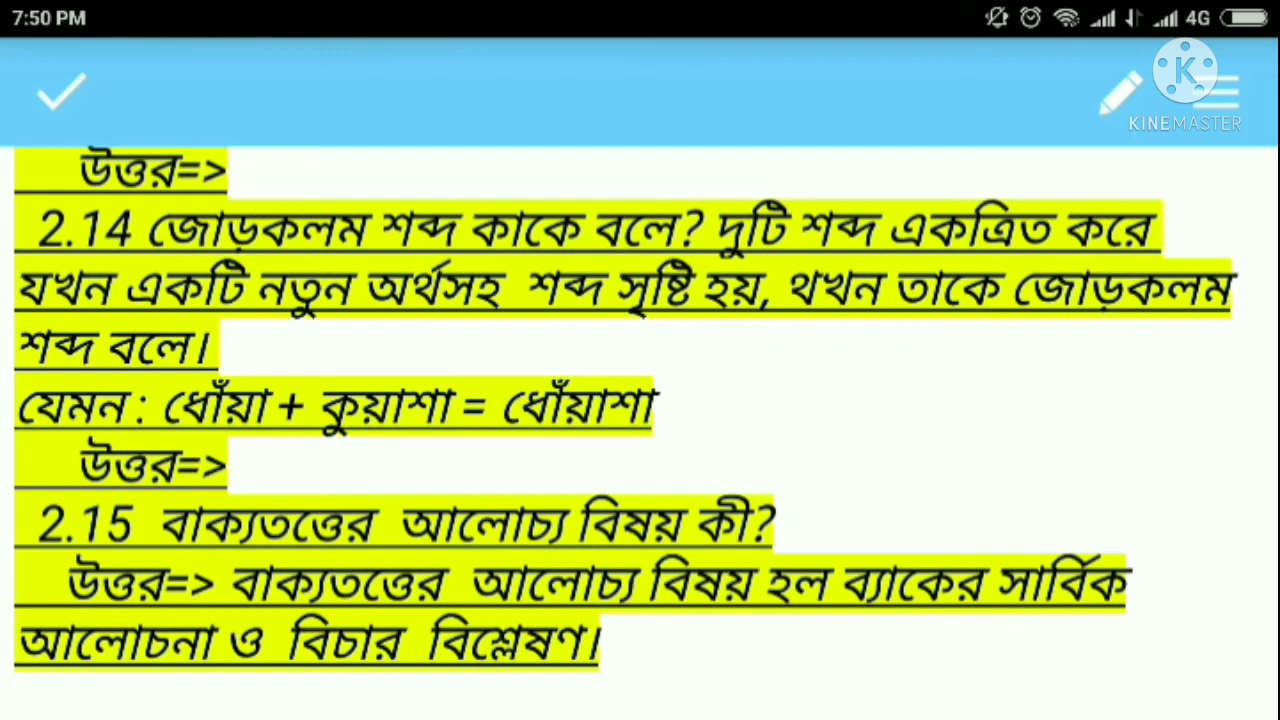 7:50 PM
4G
KINEMASTER
উত্তর=>
2.14 জোড়কলম শব্দ কাকে বলে? দুটি শব্দ একত্রিত করে
যখন একটি নতুন অর্থসহ শব্দ সৃষ্টি হয়, থখন তাকে জোড়কলম
শব্দ বলে।
যেমন : ধোঁয়া + কুয়াশা = ধোঁয়াশা
উত্তর=>
2.15 বাক্যতত্তের আলোচ্য বিষয় কী?
উত্তর=> বাক্যতত্তের আলোচ্য বিষয় হল ব্যাকের সার্বিক
আলোচনা ও বিচার বিশ্লেষণ।